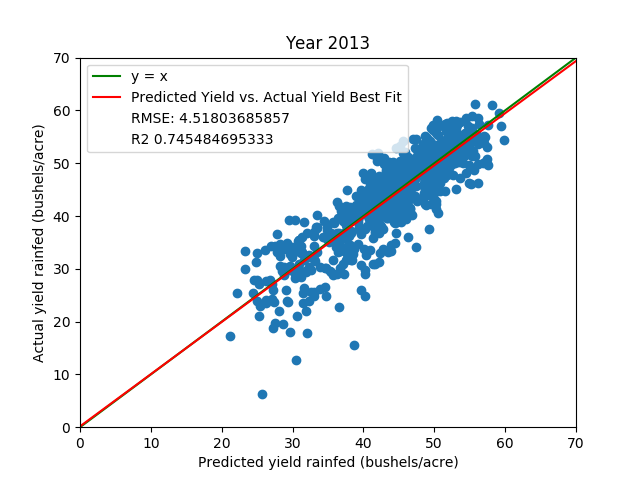 Year 2013
y = x
Predicted Yield vs. Actual Yield Best Fit
RMSE: 4.51803685857
R2 0.745484695333
Actual yield rainfed (bushels/acre)
70
60
50
40
30
20
10
0
0 10 20 30 40 50 60 70
Predicted yield rainfed (bushels/acre)